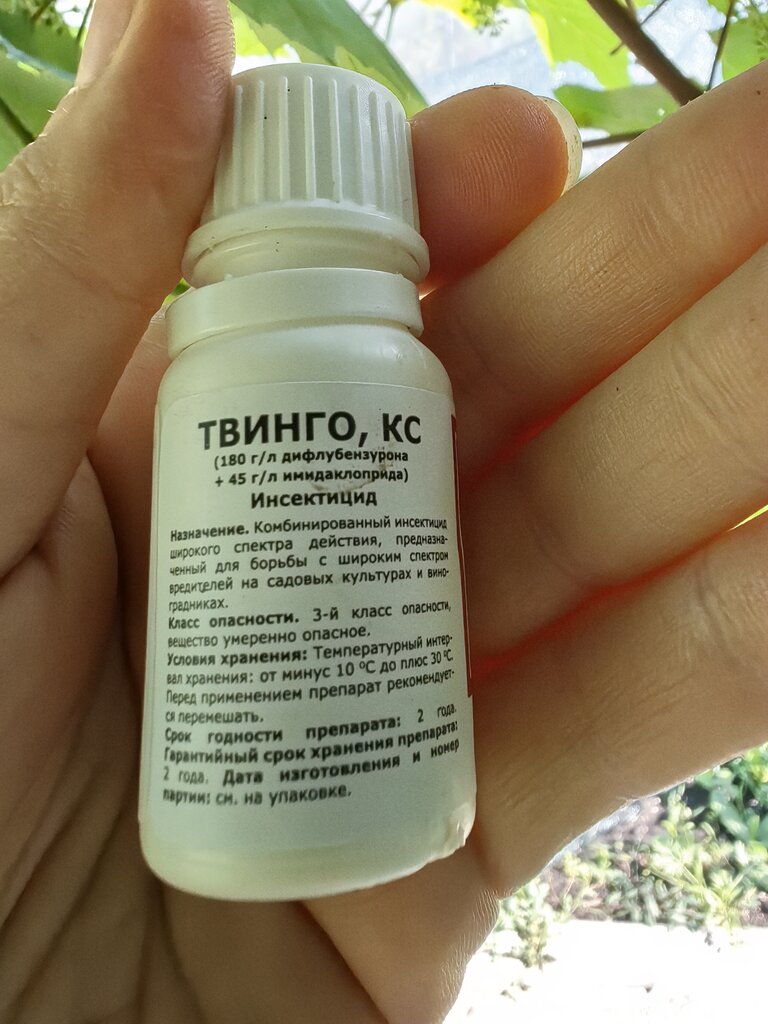 ТВИНГО, КС
(180 г/л дифлубензурона
+ 45 г/л имидаклоприда)
Инсектицид
Назначение. Комбинированный инсектицид
широкого спектра действия, предназна-
ченный для борьбы с широким спектром
вредителей на садовых культурах и вино-
градниках.
Класс опасности. 3-й класс опасности,
вещество умеренно опасное.
Условия хранения: Температурный интер-
вал хранения: от минус 10 °С до плюс 30 °С.
Перед применением препарат рекомендует-
ся перемешать.
Срок годности препарата: 2 года.
Гарантийный срок хранения препарата:
2 года. Дата изготовления и номер
партии: см. на упаковке.